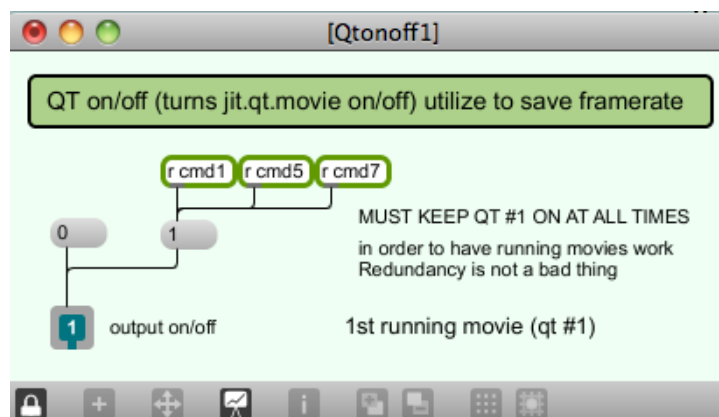 [Qtonoff1]
QT on/off (turns jit.qt.movie on/off) utilize to save framerate
r cmd1 r cmd5 r cmd7
0
1
MUST KEEP QT #1 ON AT ALL TIMES
in order to have running movies work
Redundancy is not a bad thing
1
output on/off
1st running movie (qt #1)